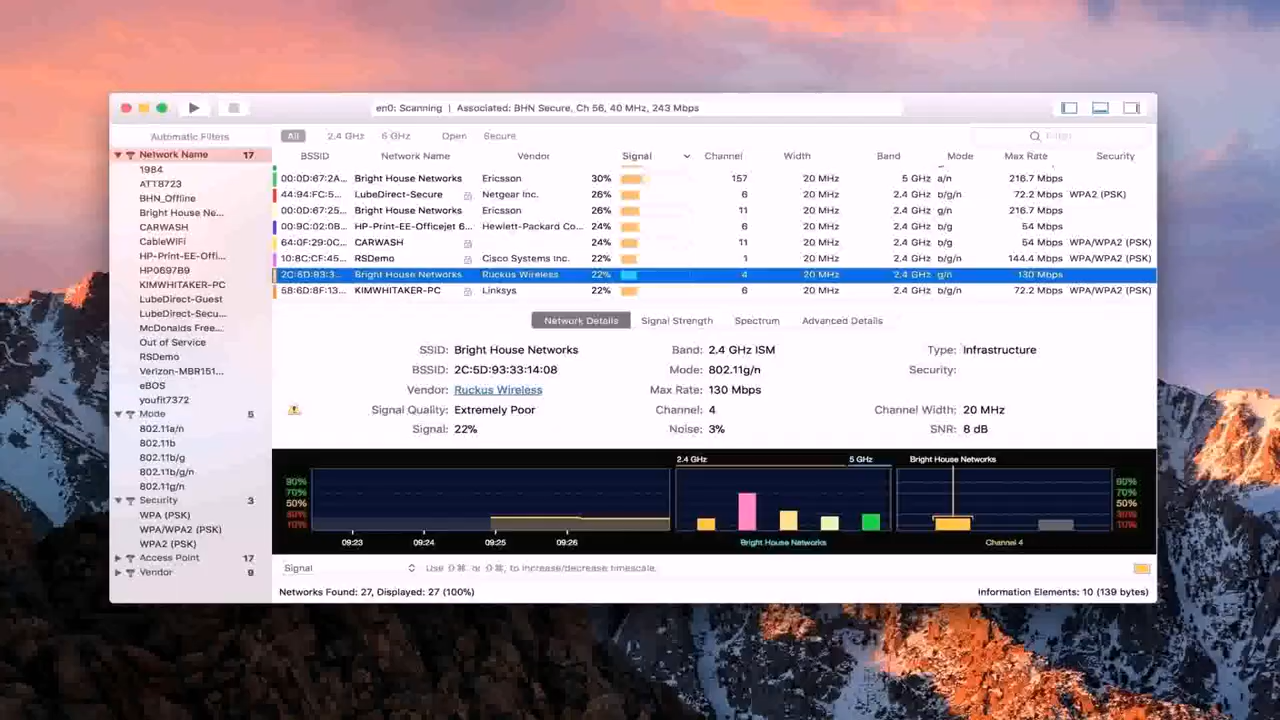 en0: Scanning | Associated: BHN Secure, Ch 56, 40 MHz, 243 Mbps
Automatic Filters
All 2.4 GHz 5 GHz Open Secure
Network Name 17
1984
ATT8723
BHN_Offline
Bright House Ne...
CARWASH
CableWiFi
HP-Print-EE-Offi...
HP0697B9
KIMWHITAKER-PC
LubeDirect-Guest
LubeDirect-Secu...
McDonalds Free...
Out of Service
RSDemo
Verizon-MBR151...
eBOS
youfit7372
Mode 5
802.11a/n
802.11b
802.11b/g
802.11b/g/n
802.11g/n
Security 3
WPA (PSK)
WPA/WPA2 (PSK)
WPA2 (PSK)
Access Point 17
Vendor 9
BSSID Network Name Vendor Signal Channel Width Band Mode Max Rate Security
00:0D:67:2A... Bright House Networks Ericsson 30% 157 20 MHz 5 GHz a/n 216.7 Mbps
44:94:FC:5... LubeDirect-Secure Netgear Inc. 26% 6 20 MHz 2.4 GHz b/g/n 72.2 Mbps WPA2 (PSK)
00:0D:67:25... Bright House Networks Ericsson 26% 11 20 MHz 2.4 GHz b/g/n 216.7 Mbps
00:9C:02:0B... HP-Print-EE-Officejet 6... Hewlett-Packard Co... 24% 6 20 MHz 2.4 GHz b/g 54 Mbps
64:0F:29:0C... CARWASH 24% 11 20 MHz 2.4 GHz b/g 54 Mbps WPA/WPA2 (PSK)
10:8C:CF:45... RSDemo Cisco Systems Inc. 24% 1 20 MHz 2.4 GHz b/g/n 144.4 Mbps WPA/WPA2 (PSK)
2C:5D:93:3... Bright House Networks Ruckus Wireless 22% 4 20 MHz 2.4 GHz g/n 130 Mbps
58:6D:8F:13... KIMWHITAKER-PC Linksys 22% 6 20 MHz 2.4 GHz b/g/n 72.2 Mbps WPA/WPA2 (PSK)
Network Details Signal Strength Spectrum Advanced Details
SSID: Bright House Networks Band: 2.4 GHz ISM Type: Infrastructure
BSSID: 2C:5D:93:33:14:08 Mode: 802.11g/n Security:
Vendor: Ruckus Wireless Max Rate: 130 Mbps
Signal Quality: Extremely Poor Channel: 4 Channel Width: 20 MHz
Signal: 22% Noise: 3% SNR: 8 dB
2.4 GHz 5 GHz Bright House Networks
90% 90%
70% 70%
50% 50%
30% 30%
10% 10%
09:23 09:24 09:25 09:26 Bright House Networks Channel 4
Signal
Networks Found: 27, Displayed: 27 (100%) Information Elements: 10 (139 bytes)